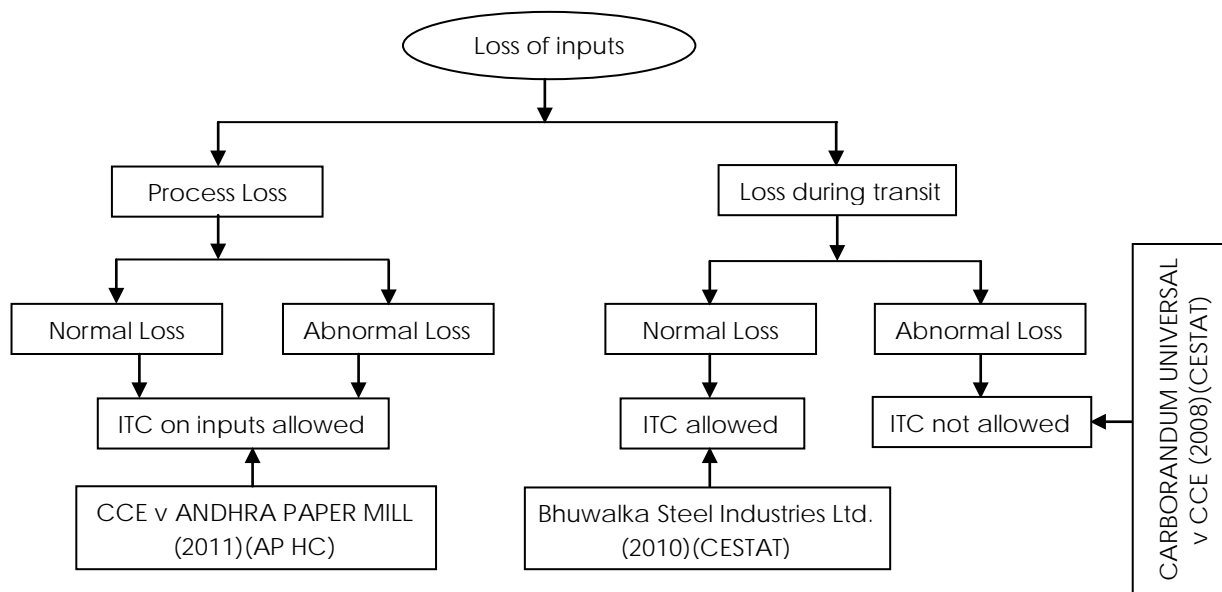 Loss of inputs
Process Loss
Loss during transit
Normal Loss
Abnormal Loss
Normal Loss
Abnormal Loss
ITC on inputs allowed
ITC allowed
ITC not allowed
CCE v ANDHRA PAPER MILL
(2011)(AP HC)
Bhuwalka Steel Industries Ltd.
(2010)(CESTAT)
CARBORANDUM UNIVERSAL
v CCE (2008)(CESTAT)